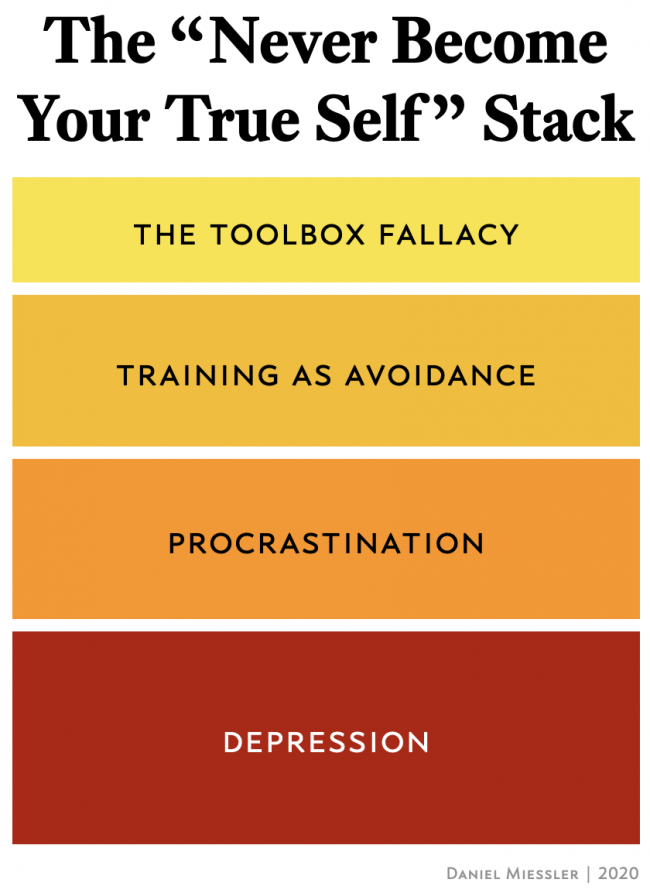 The “Never Become
Your True Self” Stack
THE TOOLBOX FALLACY
TRAINING AS AVOIDANCE
PROCRASTINATION
DEPRESSION
DANIEL MIESSLER | 2020